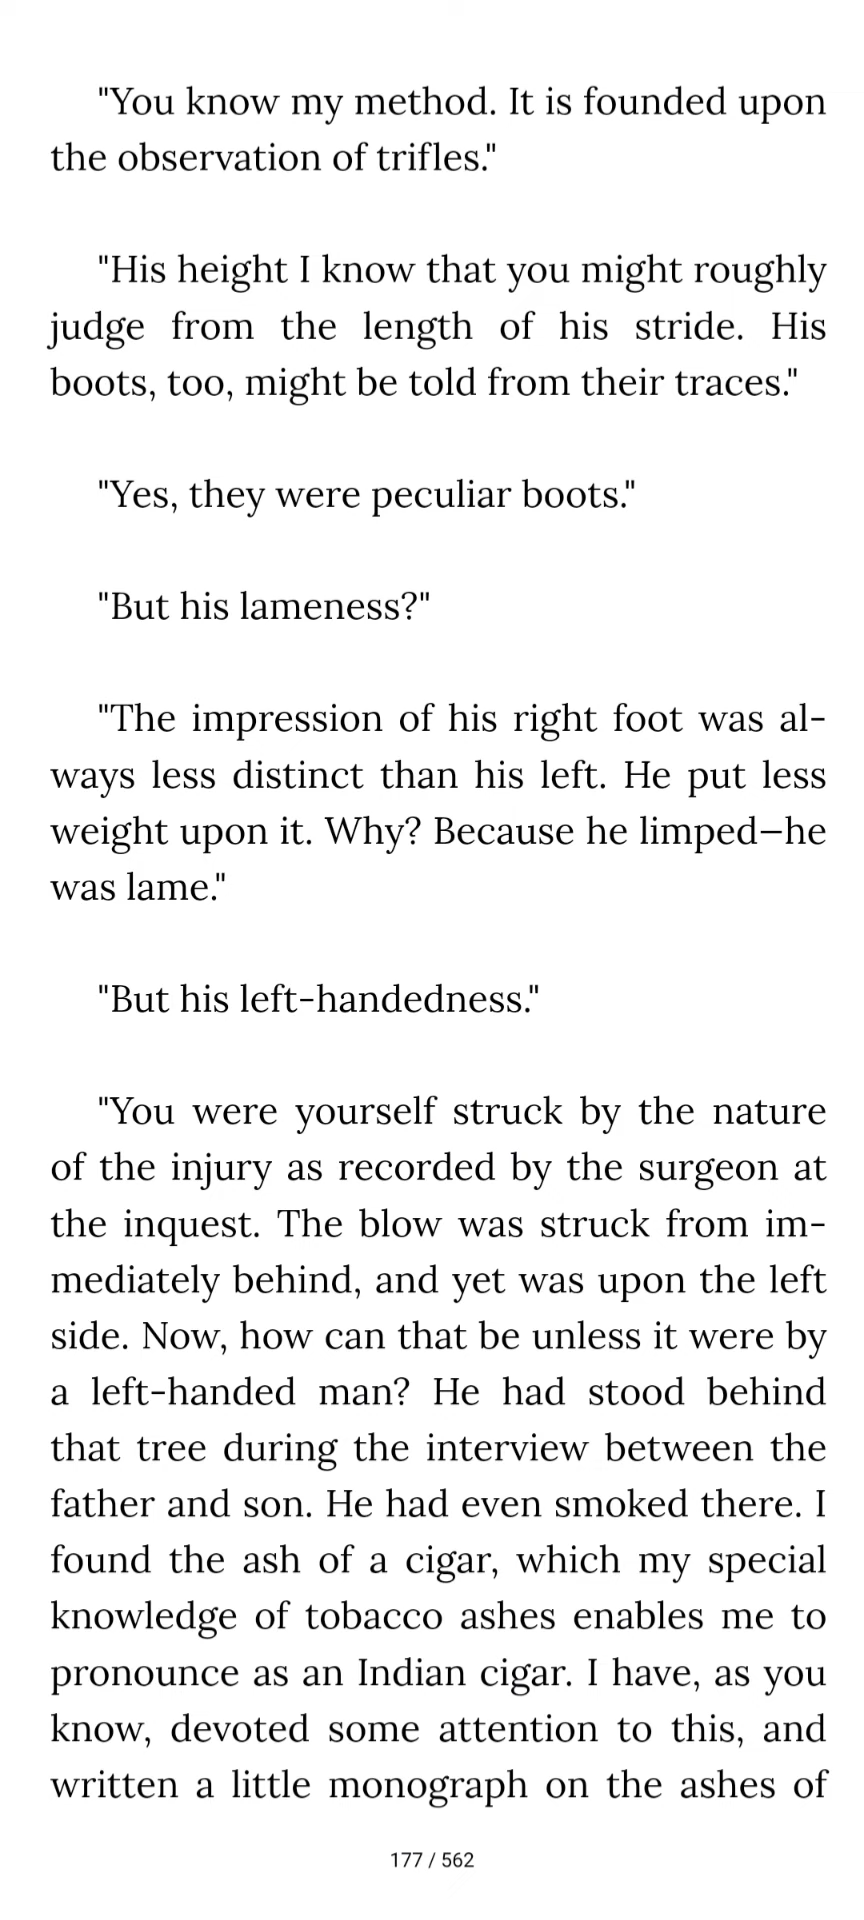 "You know my method. It is founded upon
the observation of trifles."
"His height I know that you might roughly
judge from the length of his stride. His
boots, too, might be told from their traces."
"Yes, they were peculiar boots."
"But his lameness?"
"The impression of his right foot was al-
ways less distinct than his left. He put less
weight upon it. Why? Because he limped—he
was lame."
"But his left-handedness."
"You were yourself struck by the nature
of the injury as recorded by the surgeon at
the inquest. The blow was struck from im-
mediately behind, and yet was upon the left
side. Now, how can that be unless it were by
a left-handed man? He had stood behind
that tree during the interview between the
father and son. He had even smoked there. I
found the ash of a cigar, which my special
knowledge of tobacco ashes enables me to
pronounce as an Indian cigar. I have, as you
know, devoted some attention to this, and
written a little monograph on the ashes of
177 / 562